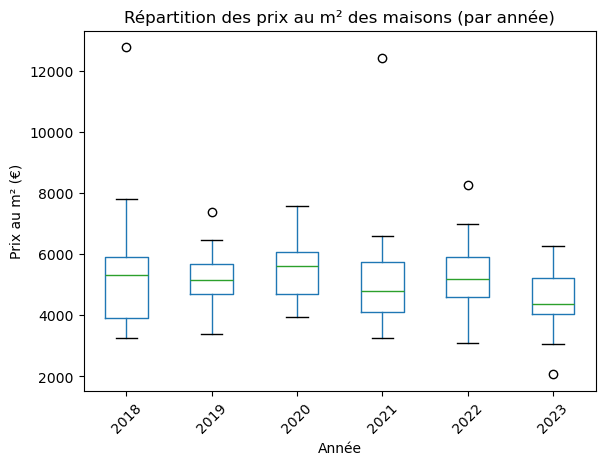 Répartition des prix au m² des maisons (par année)
Prix au m² (€)
12000
10000
8000
6000
4000
2000
2018 2019 2020 2021 2022 2023
Année